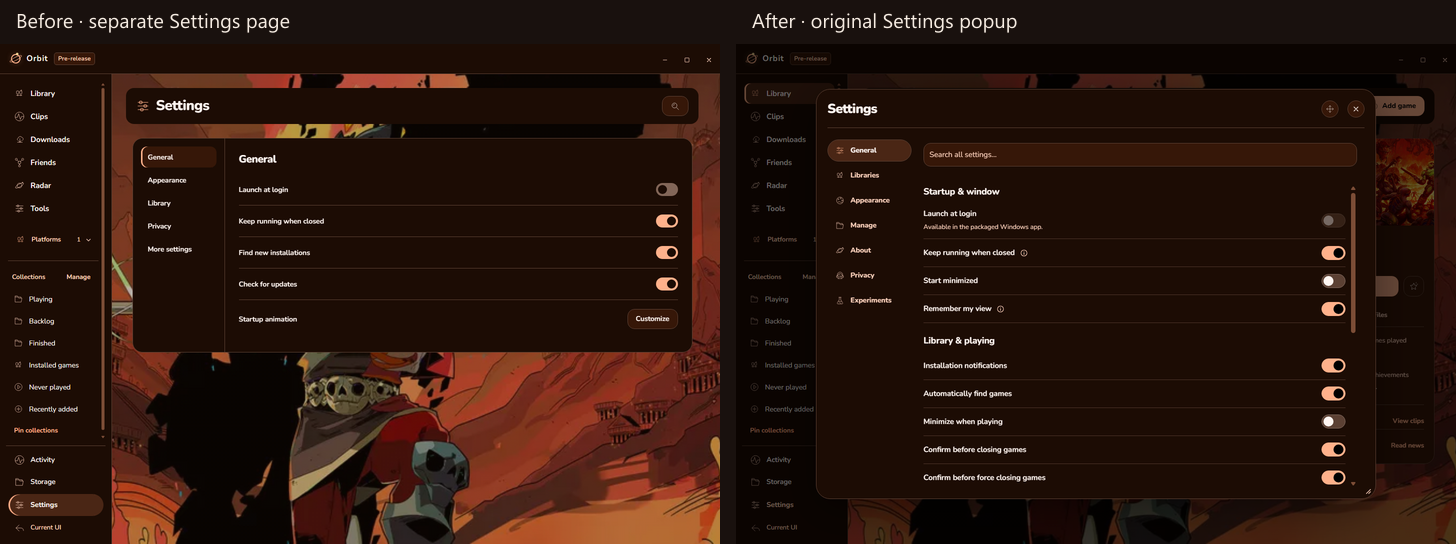 Before · separate Settings page
Orbit Pre-release
Library
Clips
Downloads
Friends
Radar
Tools
Platforms 1
Collections Manage
Playing
Backlog
Finished
Installed games
Never played
Recently added
Pin collections
Activity
Storage
Settings
Current UI
Settings
General
Appearance
Library
Privacy
More settings
General
Launch at login
Keep running when closed
Find new installations
Check for updates
Startup animation Customize
After · original Settings popup
Orbit Pre-release
Library
Clips
Downloads
Friends
Radar
Tools
Platforms
Collections
Playing
Backlog
Finished
Installed games
Never played
Recently added
Pin collections
Activity
Storage
Settings
Current UI
Add game
View clips
Read news
Settings
General
Libraries
Appearance
Manage
About
Privacy
Experiments
Search all settings...
Startup & window
Launch at login
Available in the packaged Windows app.
Keep running when closed
Start minimized
Remember my view
Library & playing
Installation notifications
Automatically find games
Minimize when playing
Confirm before closing games
Confirm before force closing games